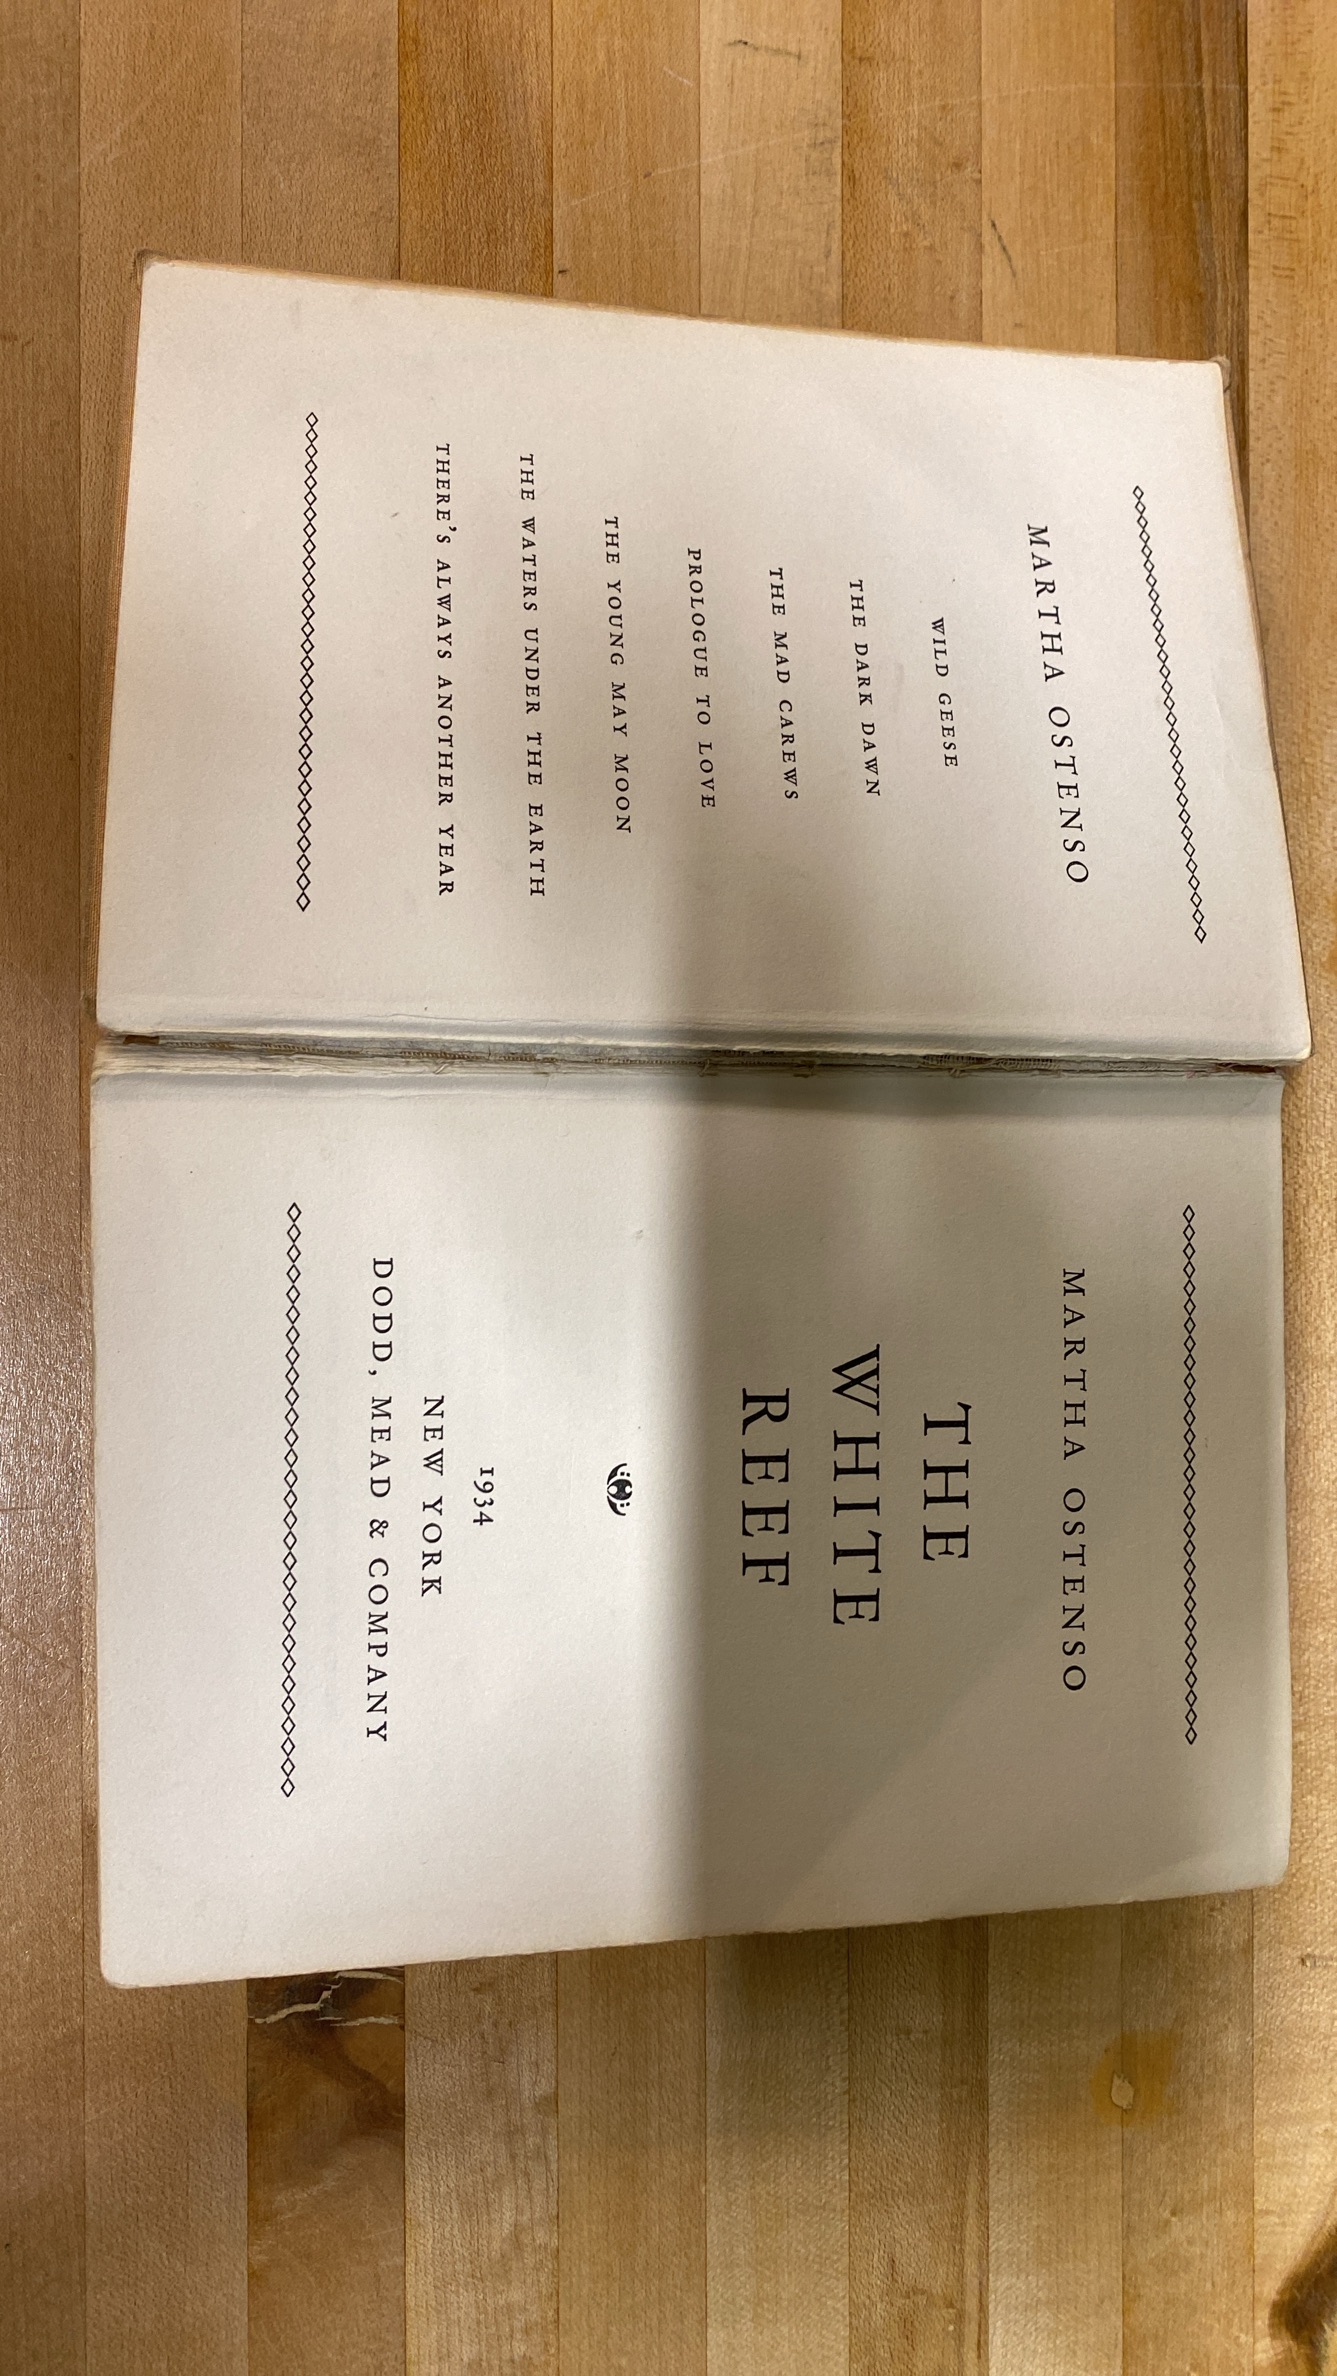 MARTHA OSTENSO
WILD GEESE
THE DARK DAWN
THE MAD CAREWS
PROLOGUE TO LOVE
THE YOUNG MAY MOON
THE WATERS UNDER THE EARTH
THERE'S ALWAYS ANOTHER YEAR
MARTHA OSTENSO
THE
WHITE
REEF
1934
NEW YORK
DODD, MEAD & COMPANY